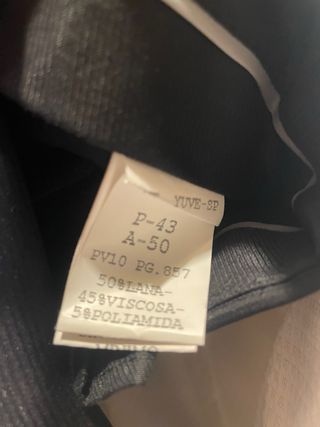 YUVE-SP
P-43
A-50
PV10 PG.857
50%LANA-
45%VISCOSA-
5%POLIAMIDA